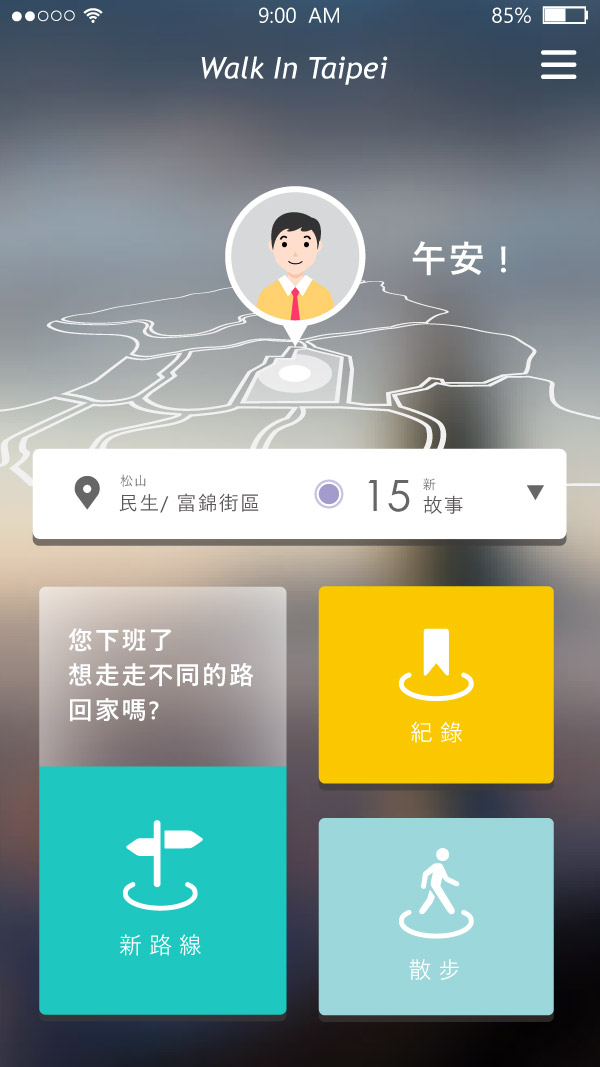 9:00 AM
85%
Walk In Taipei
午安！
松山
民生/ 富錦街區
15
新
故事
您下班了
想走走不同的路
回家嗎?
紀錄
新路線
散步